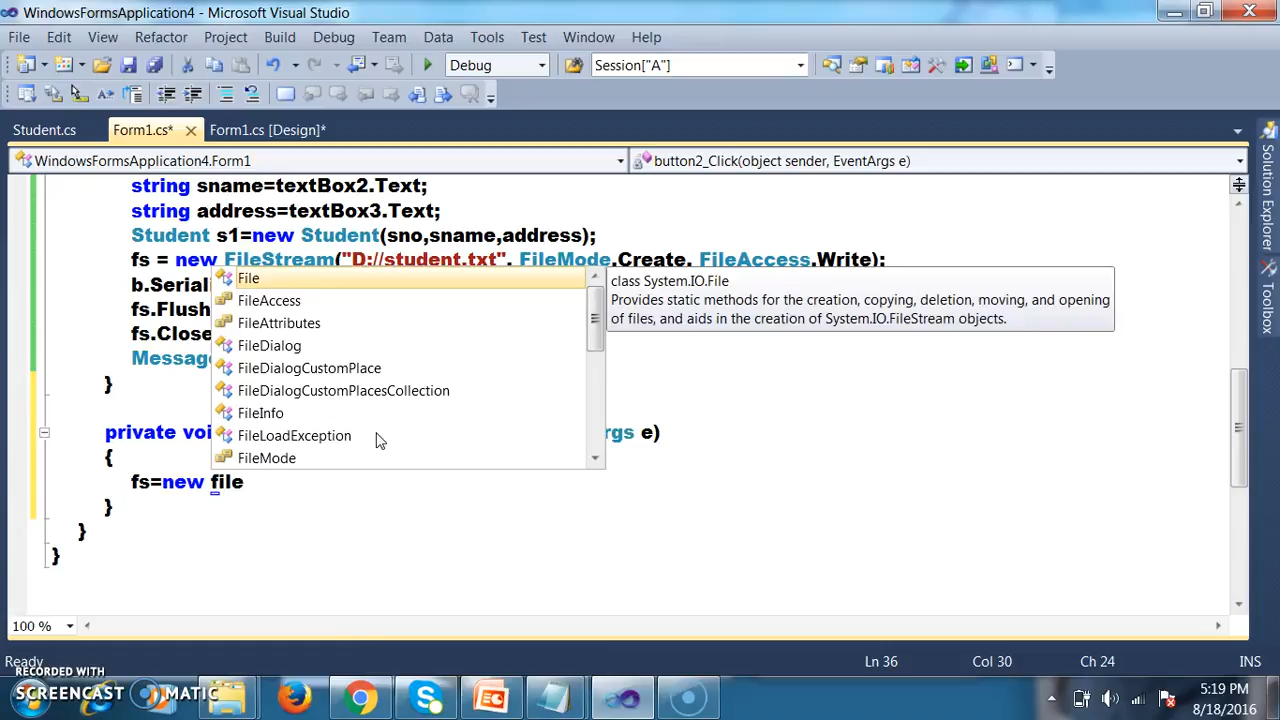 WindowsFormsApplication4 - Microsoft Visual Studio
File Edit View Refactor Project Build Debug Team Data Tools Test Window Help
Debug Session["A"]
Student.cs Form1.cs* Form1.cs [Design]*
WindowsFormsApplication4.Form1 button2_Click(object sender, EventArgs e)
string sname=textBox2.Text;
string address=textBox3.Text;
Student s1=new Student(sno,sname,address);
fs = new FileStream("D://student.txt", FileMode.Create, FileAccess.Write);
b.Seriali
fs.Flush
fs.Close
Messag
}
private voi gs e)
{
fs=new file
}
}
}
File
FileAccess
FileAttributes
FileDialog
FileDialogCustomPlace
FileDialogCustomPlacesCollection
FileInfo
FileLoadException
FileMode
class System.IO.File
Provides static methods for the creation, copying, deletion, moving, and opening
of files, and aids in the creation of System.IO.FileStream objects.
Solution Explorer
Toolbox
100 %
Ready Ln 36 Col 30 Ch 24 INS
RECORDED WITH
SCREENCAST MATIC
5:19 PM
8/18/2016